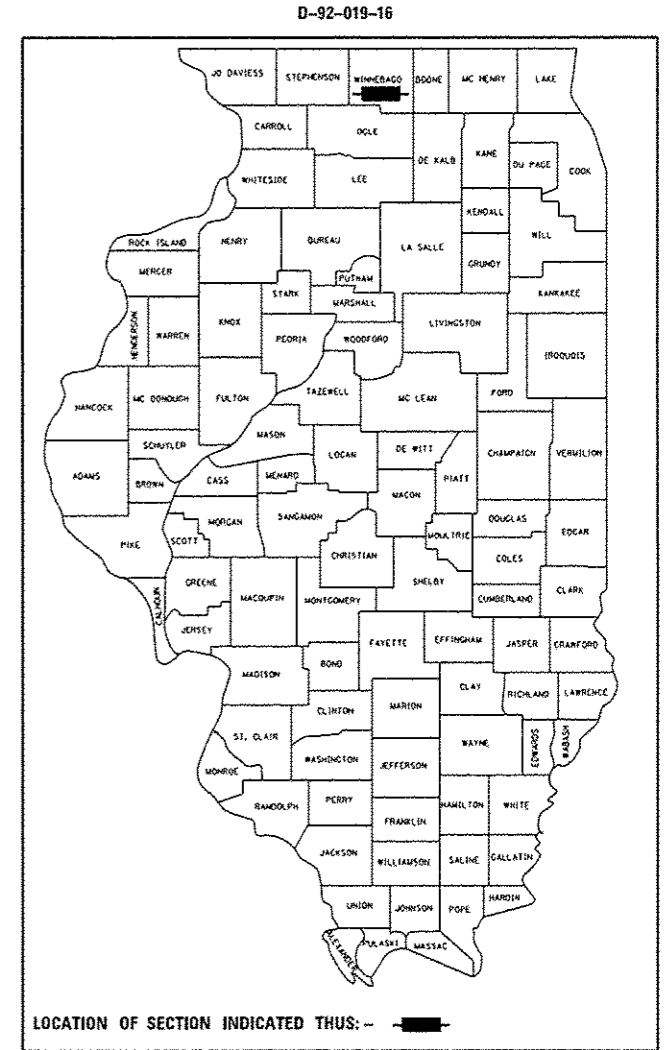 D-92-019-16
JO DAVIESS STEPHENSON WINNEBAGO BOONE MC HENRY LAKE
CARROLL OGLE DE KALB KANE DU PAGE COOK
WHITESIDE LEE KENDALL WILL
ROCK ISLAND HENRY BUREAU LA SALLE GRUNDY
MERCER PUTNAM KANKAKEE
STARK MARSHALL LIVINGSTON
HENDERSON WARREN KNOX PEORIA WOODFORD IROQUOIS
HANCOCK MC DONOUGH FULTON TAZEWELL MC LEAN FORD
SCHUYLER MASON LOGAN DE WITT CHAMPAIGN VERMILION
ADAMS BROWN CASS MENARD PIATT
MACON
PIKE SCOTT MORGAN SANGAMON CHRISTIAN MOULTRIE DOUGLAS EDGAR
COLES
CALHOUN GREENE MACOUPIN MONTGOMERY SHELBY CUMBERLAND CLARK
JERSEY FAYETTE EFFINGHAM JASPER CRAWFORD
MADISON BOND
CLAY RICHLAND LAWRENCE
CLINTON MARION
ST. CLAIR WAYNE EDWARDS WABASH
MONROE WASHINGTON JEFFERSON
RANDOLPH PERRY HAMILTON WHITE
FRANKLIN
JACKSON WILLIAMSON SALINE GALLATIN
UNION JOHNSON POPE HARDIN
ALEXANDER PULASKI MASSAC
LOCATION OF SECTION INDICATED THUS: -